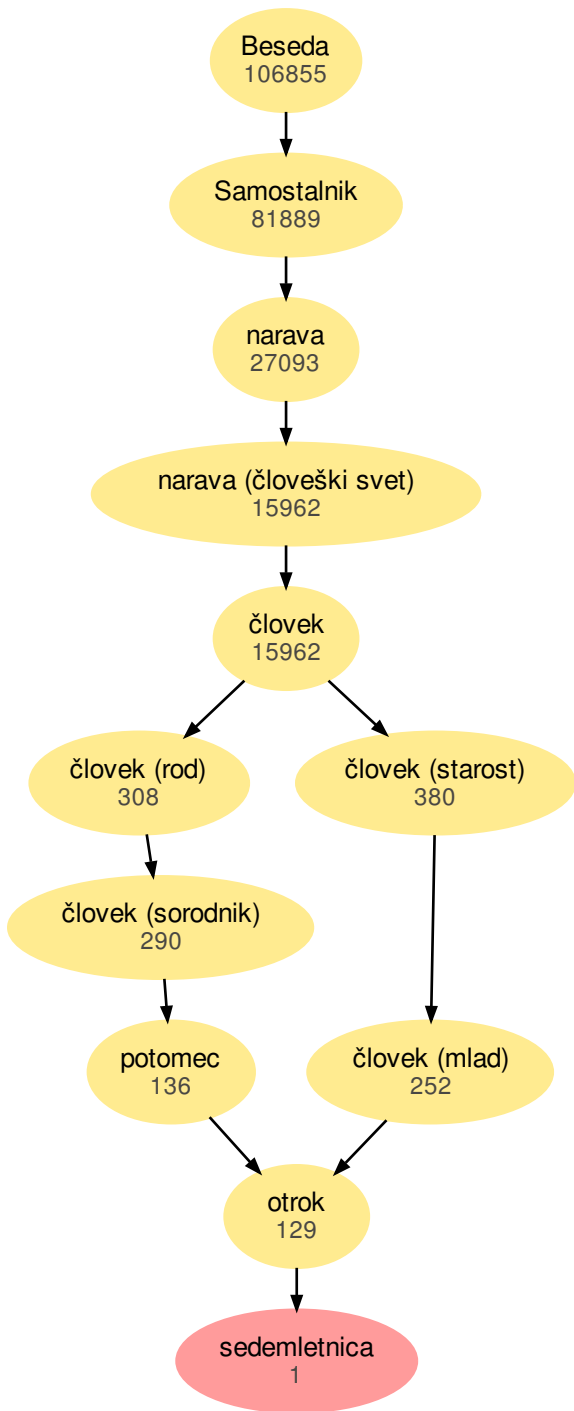 Beseda
106855
Samostalnik
81889
narava
27093
narava (človeški svet)
15962
človek
15962
človek (rod)
308
človek (starost)
380
človek (sorodnik)
290
potomec
136
človek (mlad)
252
otrok
129
sedemletnica
1